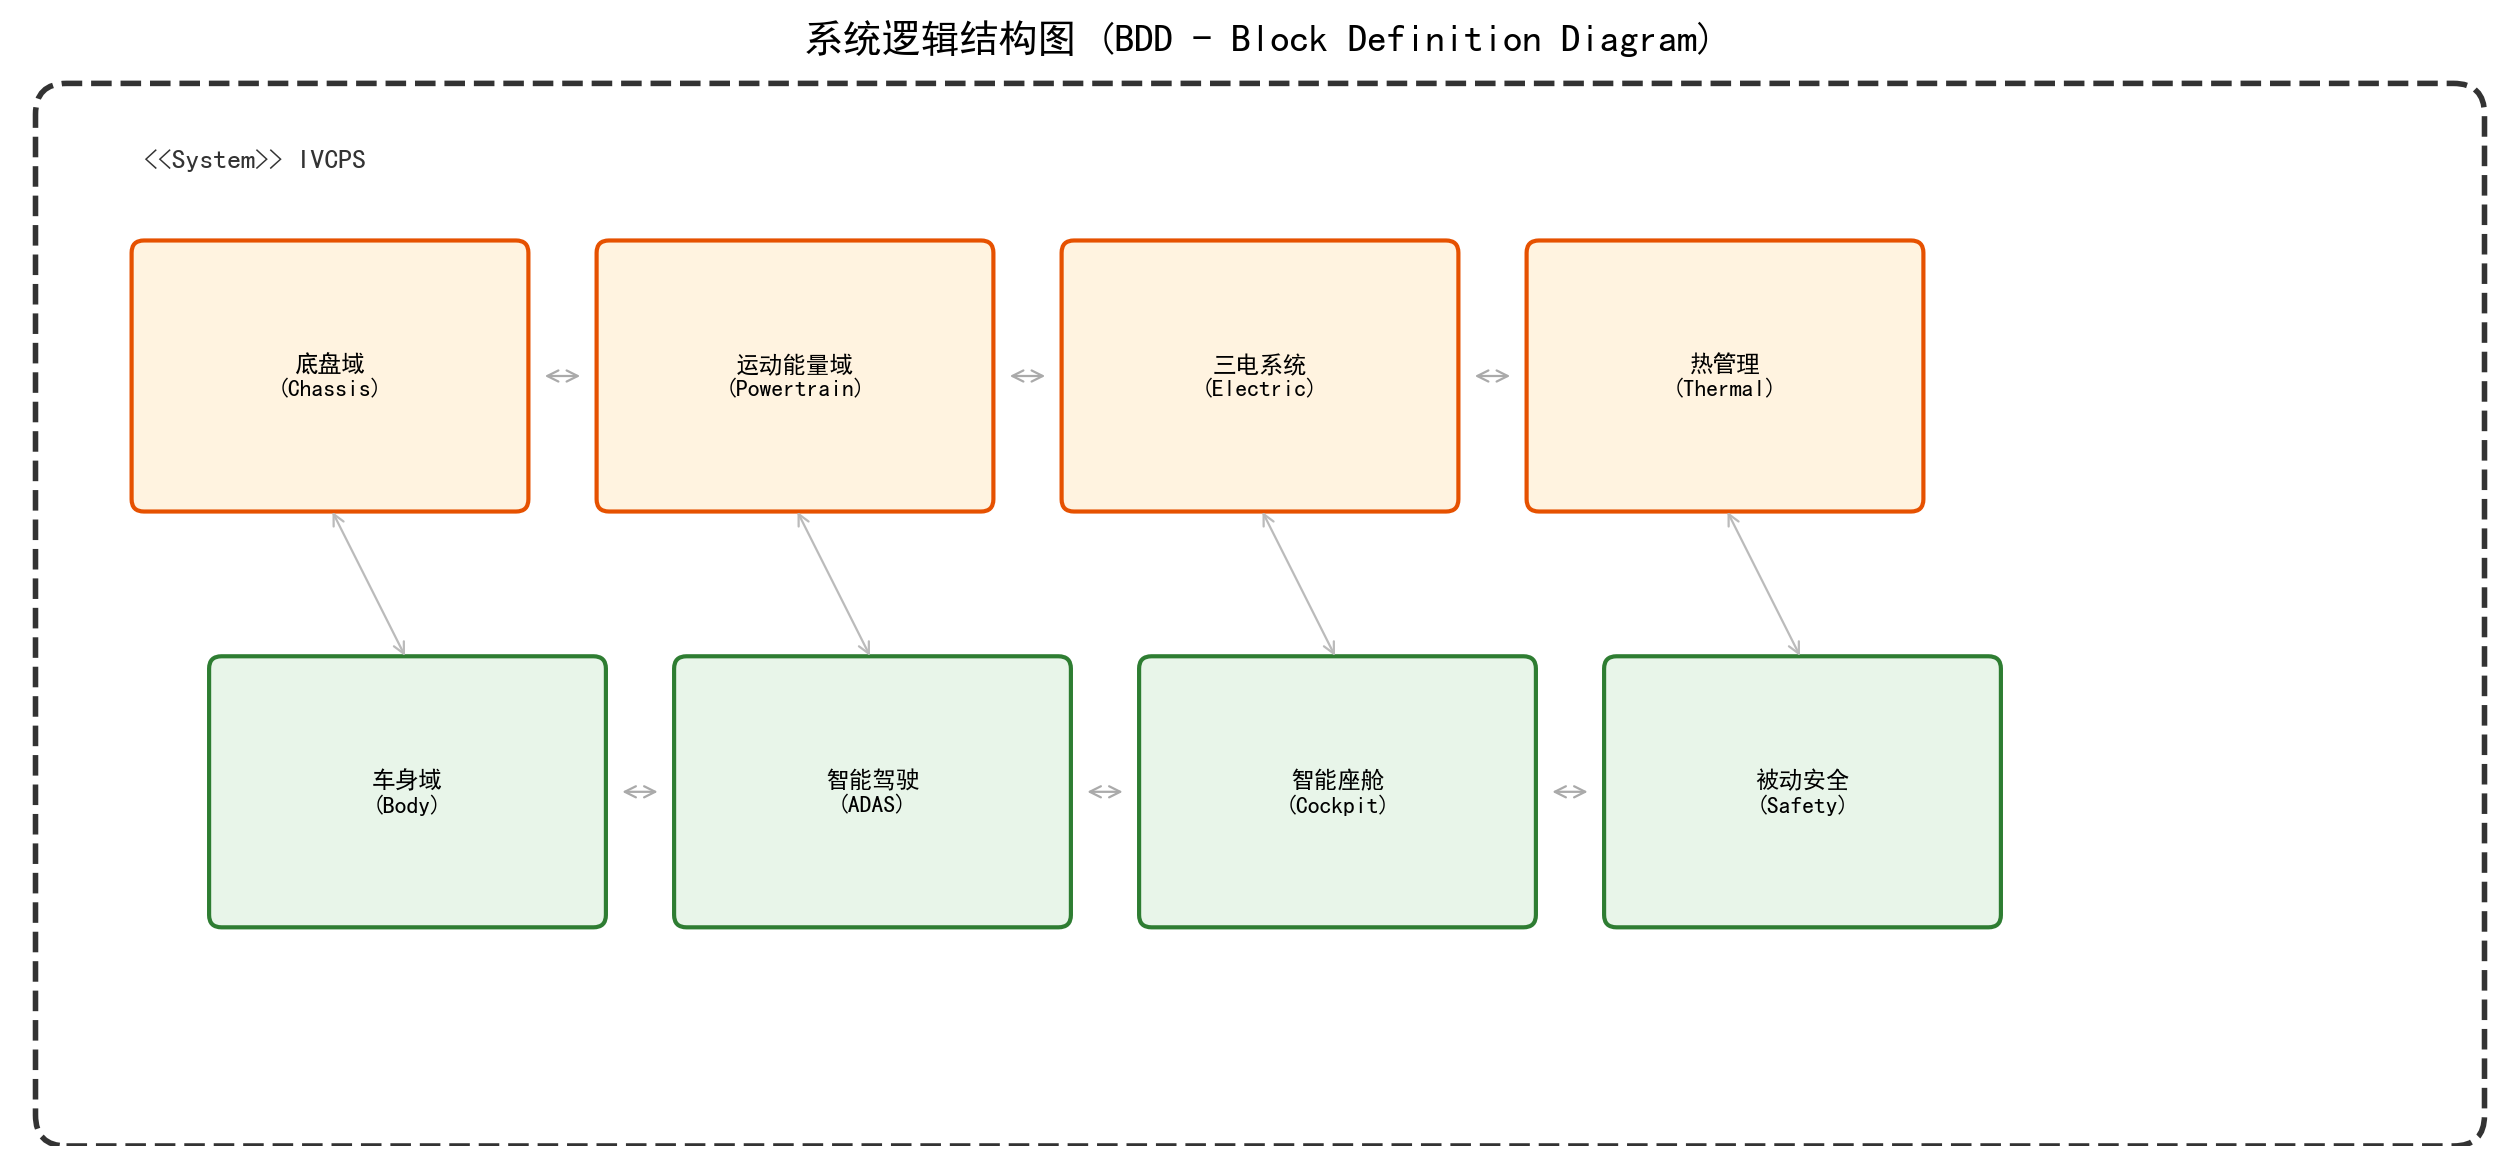 系统逻辑结构图 (BDD - Block Definition Diagram)
<<System>> IVCPS
底盘域
(Chassis)
运动能量域
(Powertrain)
三电系统
(Electric)
热管理
(Thermal)
车身域
(Body)
智能驾驶
(ADAS)
智能座舱
(Cockpit)
被动安全
(Safety)